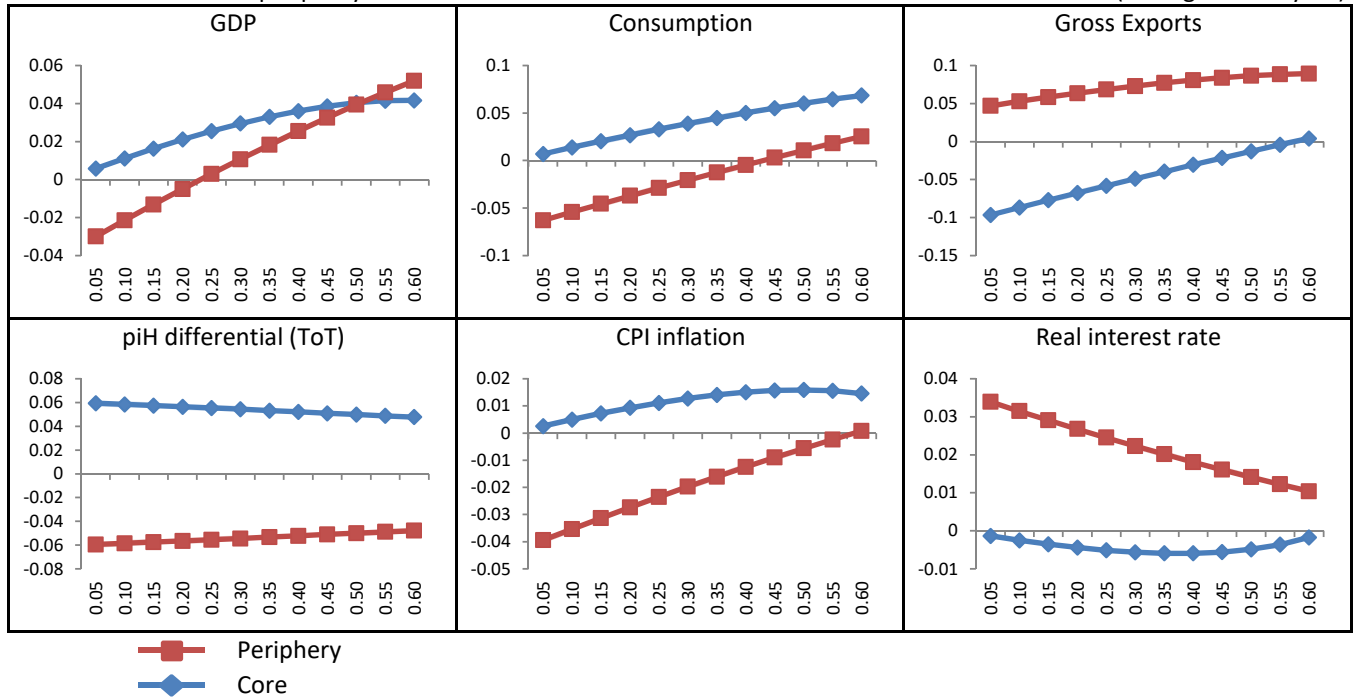 GDP
0.06
0.04
0.02
0
-0.02
-0.04
0.05 0.10 0.15 0.20 0.25 0.30 0.35 0.40 0.45 0.50 0.55 0.60
Consumption
0.1
0.05
0
-0.05
-0.1
0.05 0.10 0.15 0.20 0.25 0.30 0.35 0.40 0.45 0.50 0.55 0.60
Gross Exports
0.1
0.05
0
-0.05
-0.1
-0.15
0.05 0.10 0.15 0.20 0.25 0.30 0.35 0.40 0.45 0.50 0.55 0.60
piH differential (ToT)
0.08
0.06
0.04
0.02
0
-0.02
-0.04
-0.06
-0.08
0.05 0.10 0.15 0.20 0.25 0.30 0.35 0.40 0.45 0.50 0.55 0.60
CPI inflation
0.02
0.01
0
-0.01
-0.02
-0.03
-0.04
-0.05
0.05 0.10 0.15 0.20 0.25 0.30 0.35 0.40 0.45 0.50 0.55 0.60
Real interest rate
0.04
0.03
0.02
0.01
0
-0.01
0.05 0.10 0.15 0.20 0.25 0.30 0.35 0.40 0.45 0.50 0.55 0.60
Periphery
Core